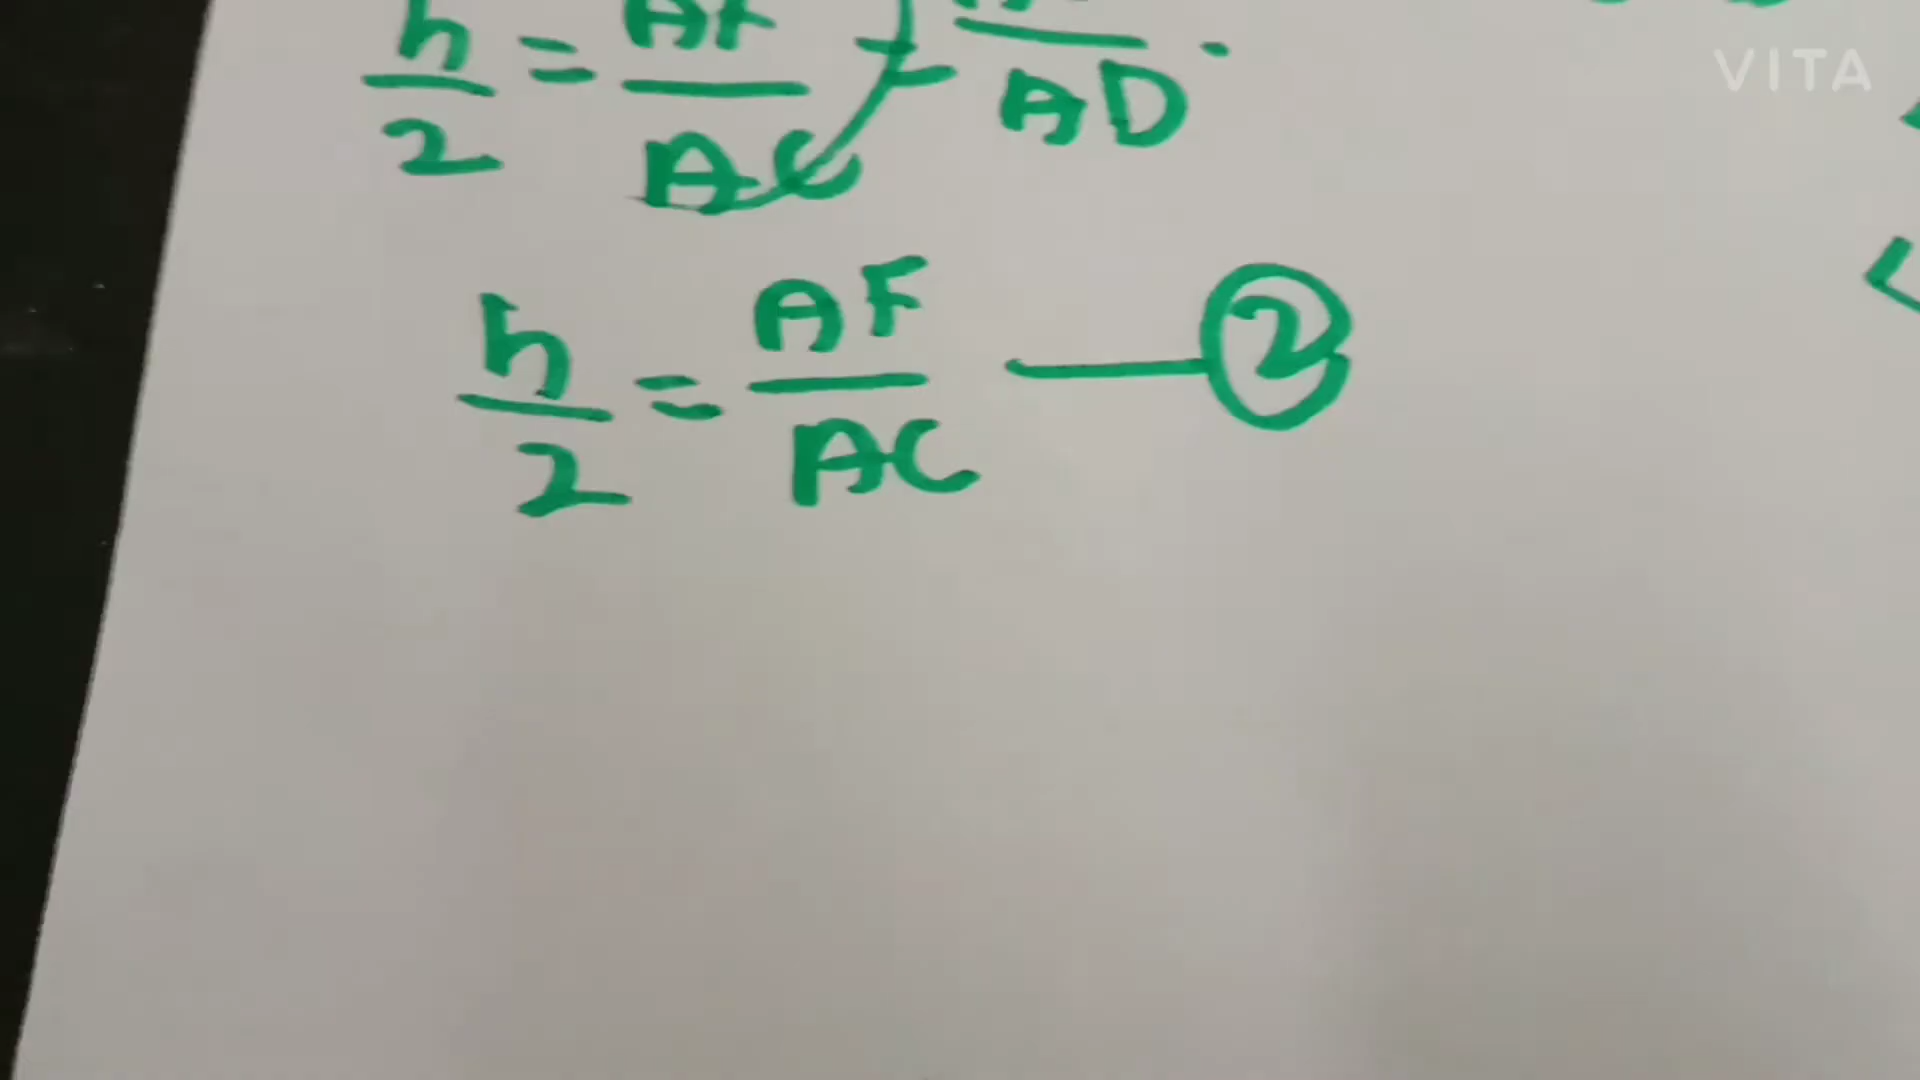 VITA
h/2 = AF/AC = /AD .
h/2 = AF/AC — ②